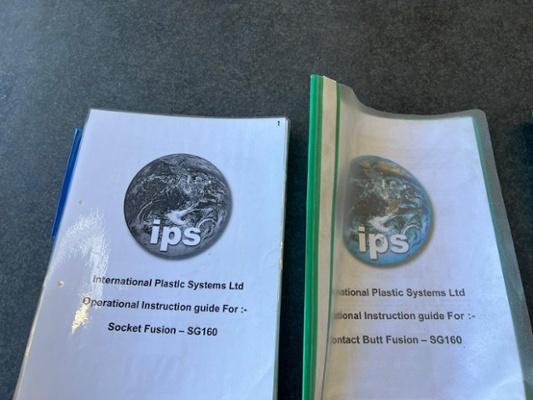 1
ips
International Plastic Systems Ltd
Operational Instruction guide For :-
Socket Fusion – SG160
ips
national Plastic Systems Ltd
ational Instruction guide For :-
ontact Butt Fusion – SG160